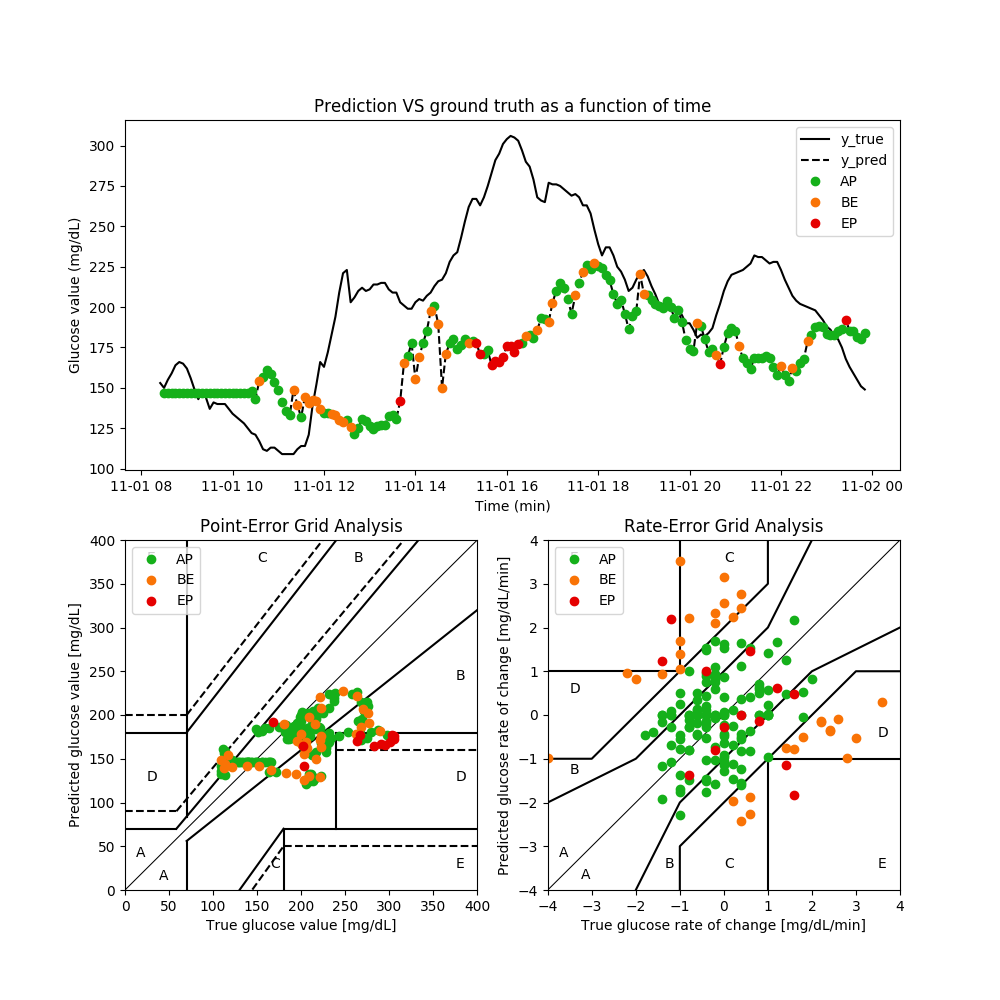 Prediction VS ground truth as a function of time
Glucose value (mg/dL)
300
275
250
225
200
175
150
125
100
y_true
y_pred
AP
BE
EP
11-01 08 11-01 10 11-01 12 11-01 14 11-01 16 11-01 18 11-01 20 11-01 22 11-02 00
Time (min)
Point-Error Grid Analysis
Predicted glucose value [mg/dL]
400
350
300
250
200
150
100
50
0
AP
BE
EP
C
B
B
D
D
A
A
C
E
0 50 100 150 200 250 300 350 400
True glucose value [mg/dL]
Rate-Error Grid Analysis
Predicted glucose rate of change [mg/dL/min]
4
3
2
1
0
−1
−2
−3
−4
AP
BE
EP
C
D
D
B
A
A
B
C
E
−4 −3 −2 −1 0 1 2 3 4
True glucose rate of change [mg/dL/min]